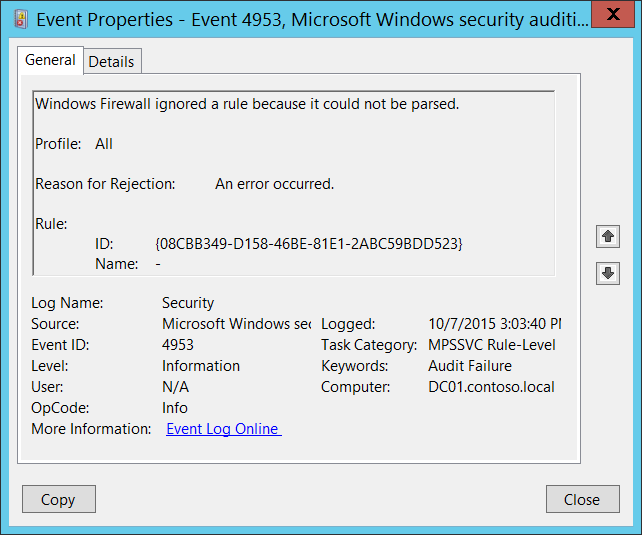 Event Properties - Event 4953, Microsoft Windows security auditi...
X
General Details
Windows Firewall ignored a rule because it could not be parsed.
Profile: All
Reason for Rejection: An error occurred.
Rule:
ID: {08CBB349-D158-46BE-81E1-2ABC59BDD523}
Name: -
Log Name: Security
Source: Microsoft Windows sec Logged: 10/7/2015 3:03:40 PM
Event ID: 4953 Task Category: MPSSVC Rule-Level
Level: Information Keywords: Audit Failure
User: N/A Computer: DC01.contoso.local
OpCode: Info
More Information: Event Log Online
Copy Close